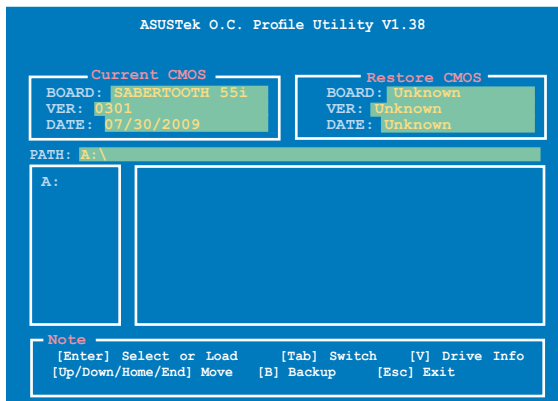 ASUSTek O.C. Profile Utility V1.38
Current CMOS
BOARD: SABERTOOTH 55i
VER: 0301
DATE: 07/30/2009
Restore CMOS
BOARD: Unknown
VER: Unknown
DATE: Unknown
PATH: A:\
A:
Note
[Enter] Select or Load [Tab] Switch [V] Drive Info
[Up/Down/Home/End] Move [B] Backup [Esc] Exit